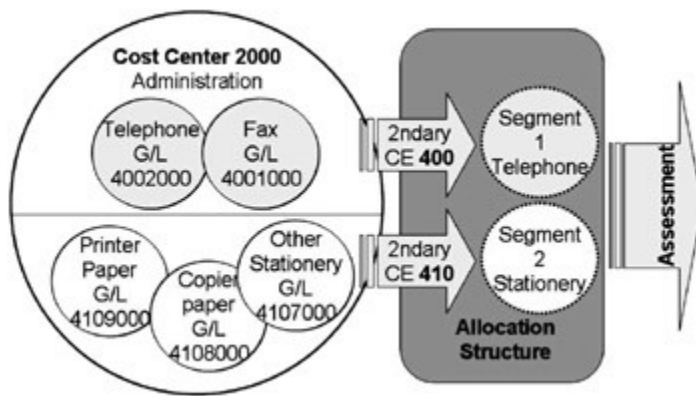 Cost Center 2000
Administration
Telephone
G/L
4002000
Fax
G/L
4001000
Printer
Paper
G/L
4109000
Copier
paper
G/L
4108000
Other
Stationery
G/L
4107000
2ndary
CE 400
2ndary
CE 410
Segment
1
Telephone
Segment
2
Stationery
Allocation
Structure
Assessment